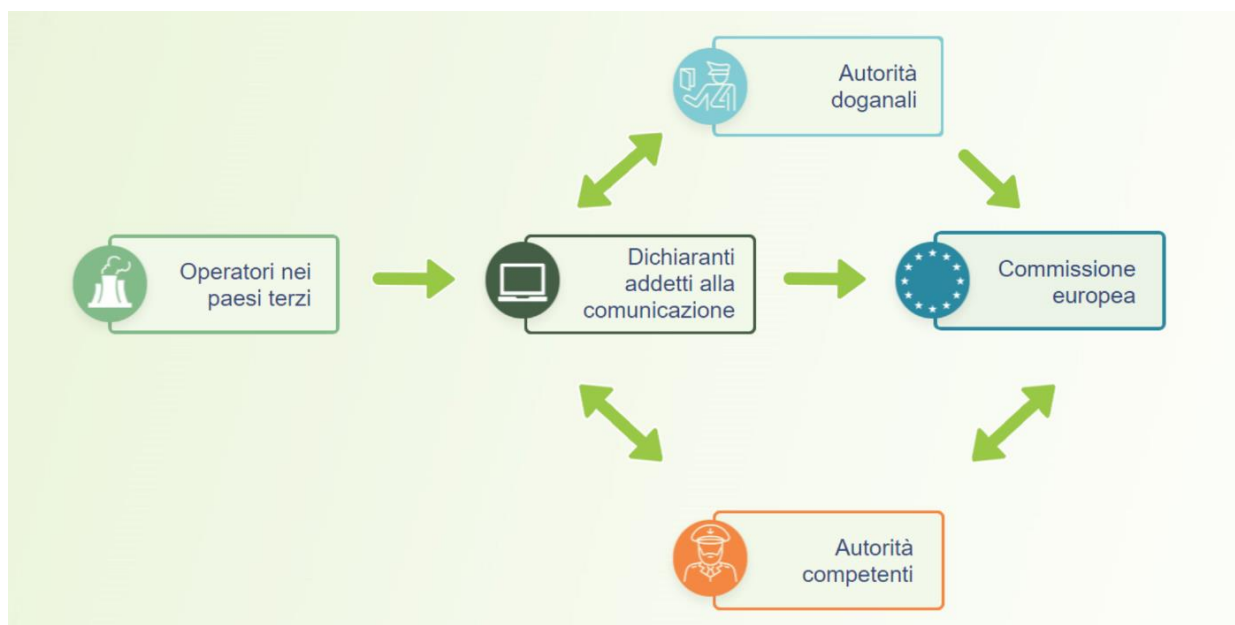 Autorità
doganali
Operatori nei
paesi terzi
Dichiaranti
addetti alla
comunicazione
Commissione
europea
Autorità
competenti